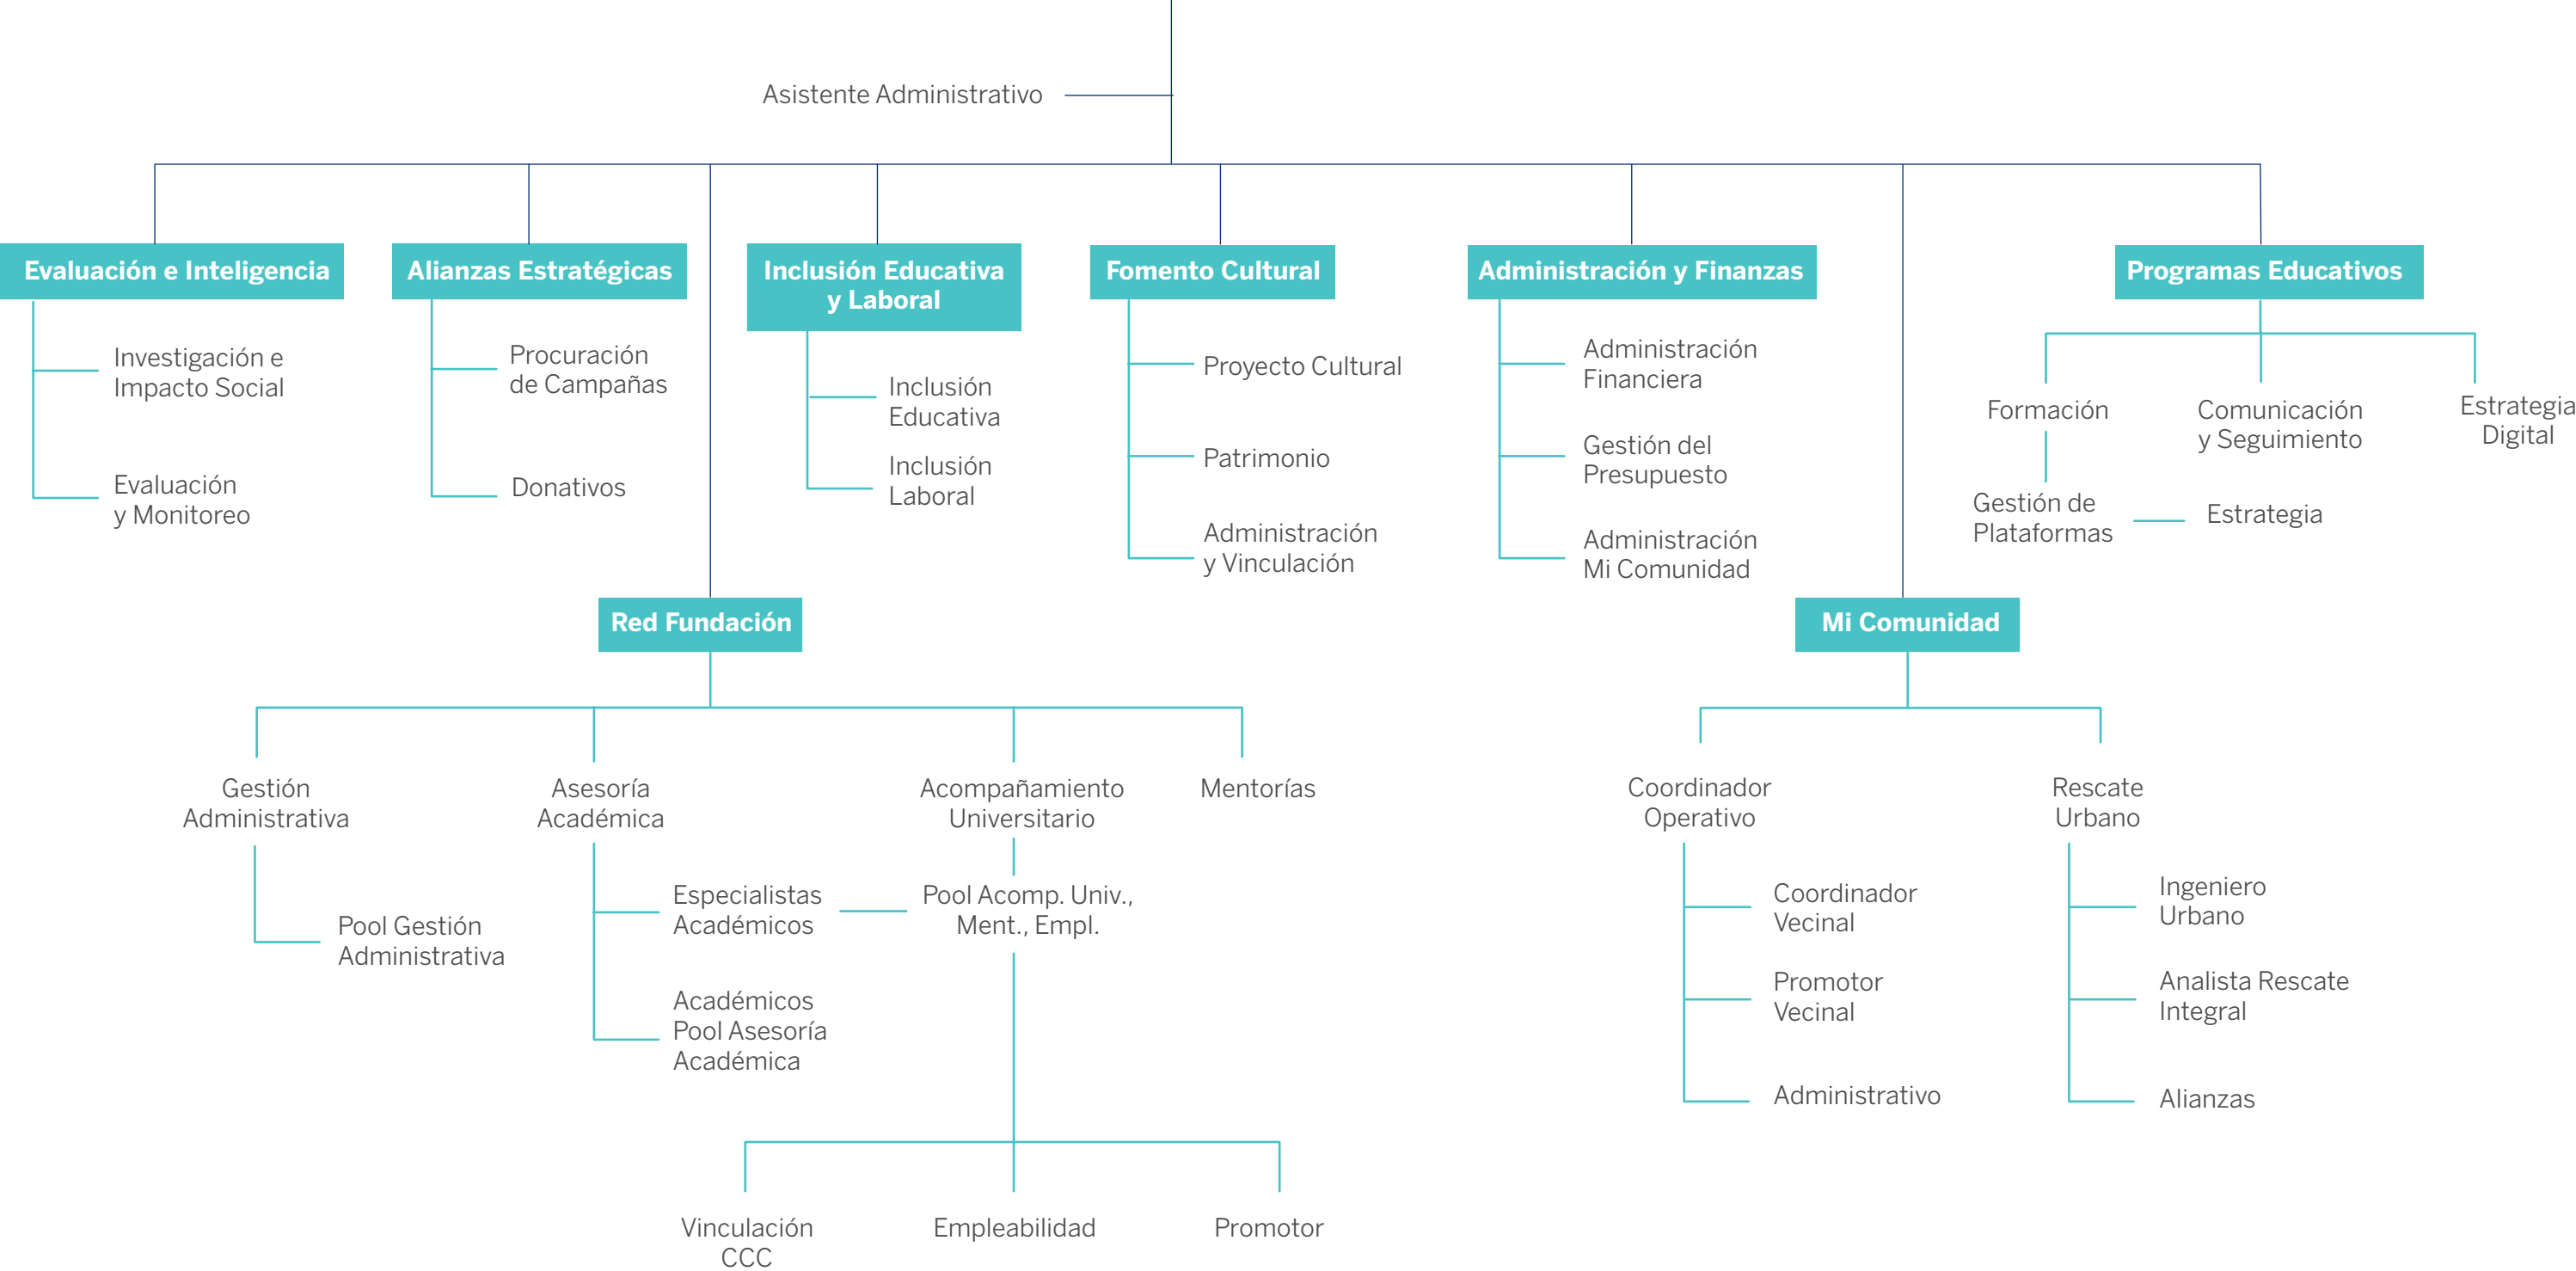 Asistente Administrativo
Evaluación e Inteligencia
Investigación e
Impacto Social
Evaluación
y Monitoreo
Alianzas Estratégicas
Procuración
de Campañas
Donativos
Inclusión Educativa
y Laboral
Inclusión
Educativa
Inclusión
Laboral
Fomento Cultural
Proyecto Cultural
Patrimonio
Administración
y Vinculación
Administración y Finanzas
Administración
Financiera
Gestión del
Presupuesto
Administración
Mi Comunidad
Programas Educativos
Formación
Comunicación
y Seguimiento
Estrategia
Digital
Gestión de
Plataformas
Estrategia
Red Fundación
Gestión
Administrativa
Pool Gestión
Administrativa
Asesoría
Académica
Especialistas
Académicos
Académicos
Pool Asesoría
Académica
Acompañamiento
Universitario
Pool Acomp. Univ.,
Ment., Empl.
Mentorías
Vinculación
CCC
Empleabilidad
Promotor
Mi Comunidad
Coordinador
Operativo
Coordinador
Vecinal
Promotor
Vecinal
Administrativo
Rescate
Urbano
Ingeniero
Urbano
Analista Rescate
Integral
Alianzas